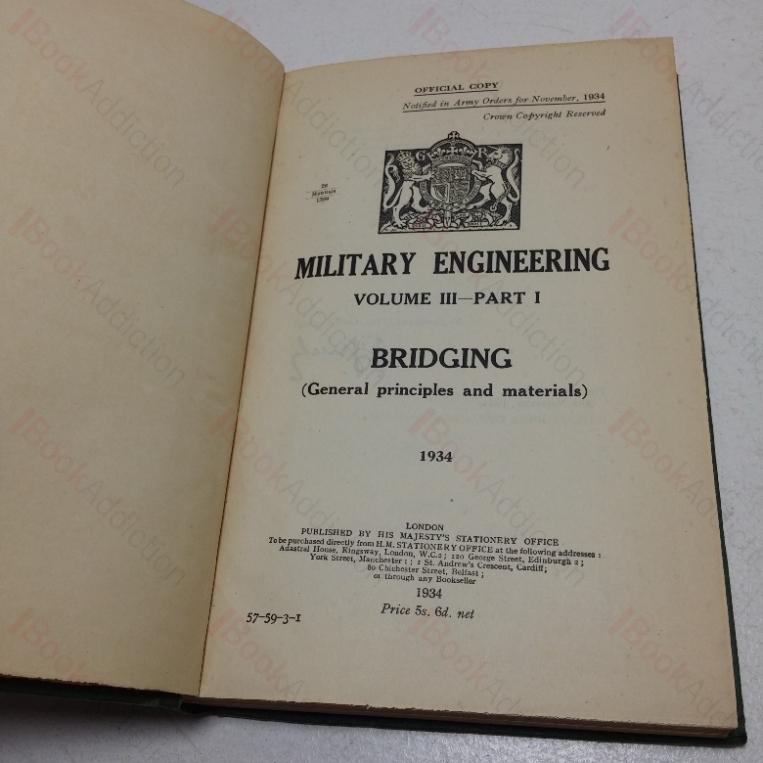 OFFICIAL COPY
Notified in Army Orders for November, 1934
Crown Copyright Reserved
26
Manuals
G R
MILITARY ENGINEERING
VOLUME III—PART I
BRIDGING
(General principles and materials)
1934
LONDON
PUBLISHED BY HIS MAJESTY'S STATIONERY OFFICE
To be purchased directly from H.M. STATIONERY OFFICE at the following addresses:
Adastral House, Kingsway, London, W.C.2; 120 George Street, Edinburgh 2;
York Street, Manchester 1; 1 St. Andrew's Crescent, Cardiff;
80 Chichester Street, Belfast;
or through any Bookseller
1934
Price 5s. 6d. net
57-59-3-1
BookAddiction